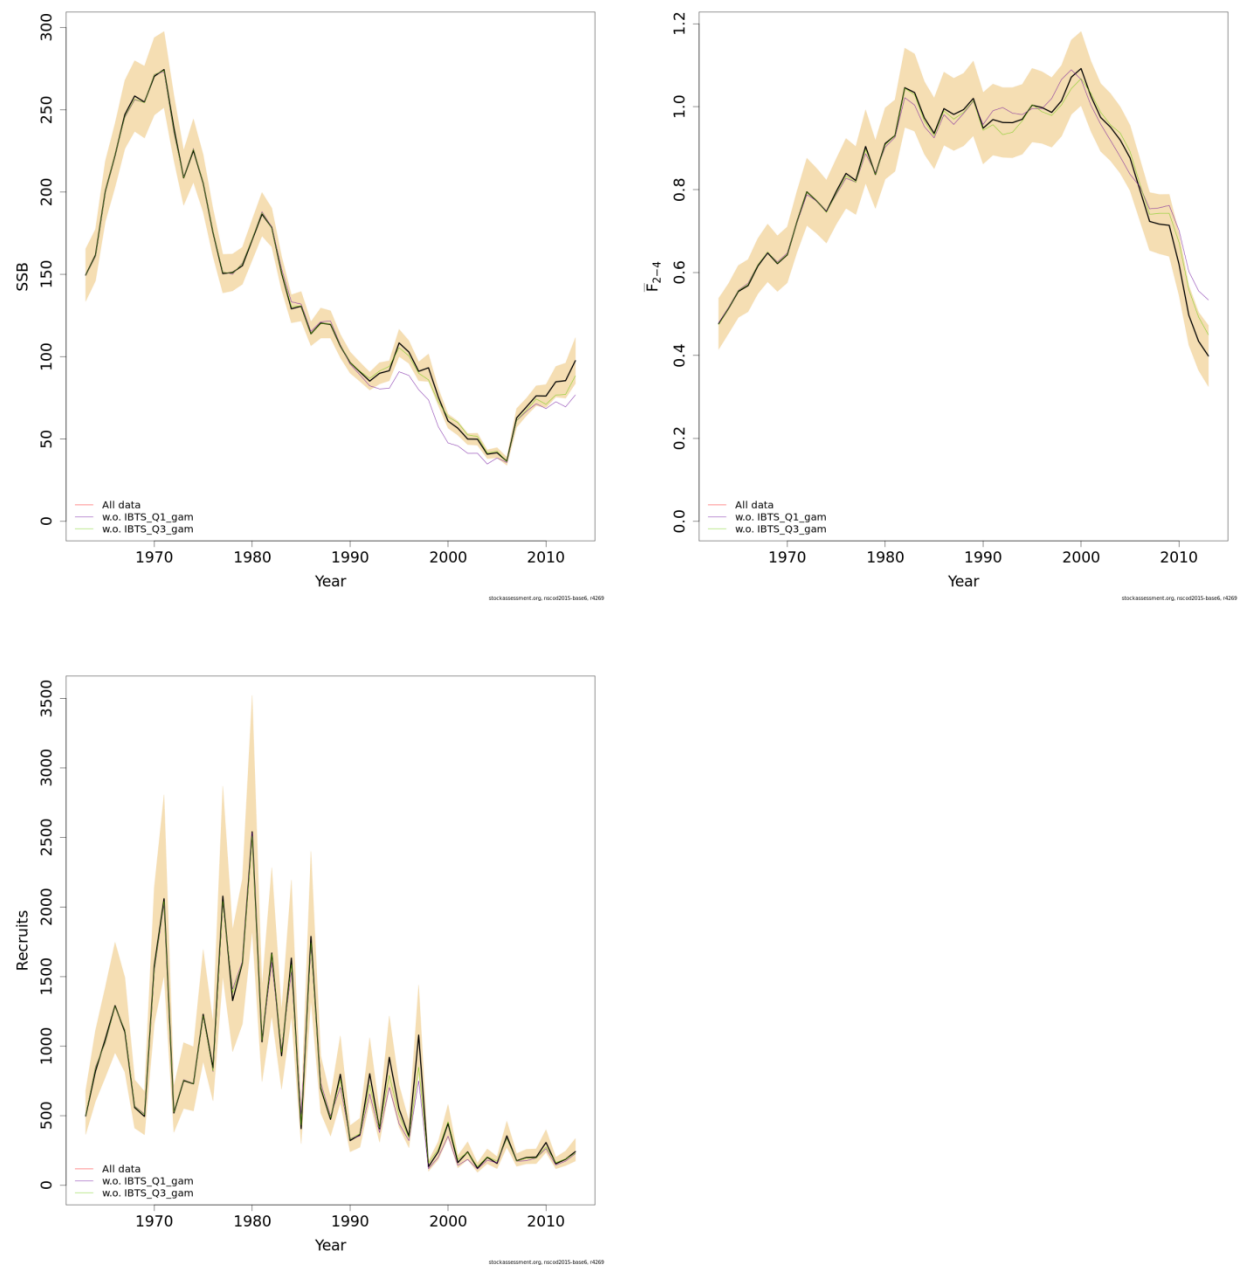 300
250
200
150
100
50
0
SSB
All data
w.o. IBTS_Q1_gam
w.o. IBTS_Q3_gam
1970 1980 1990 2000 2010
Year
stockassessment.org, nscod2015-base6, r4269
1.2
1.0
0.8
0.6
0.4
0.2
0.0
F̅2−4
All data
w.o. IBTS_Q1_gam
w.o. IBTS_Q3_gam
1970 1980 1990 2000 2010
Year
stockassessment.org, nscod2015-base6, r4269
3500
3000
2500
2000
1500
1000
500
0
Recruits
All data
w.o. IBTS_Q1_gam
w.o. IBTS_Q3_gam
1970 1980 1990 2000 2010
Year
stockassessment.org, nscod2015-base6, r4269